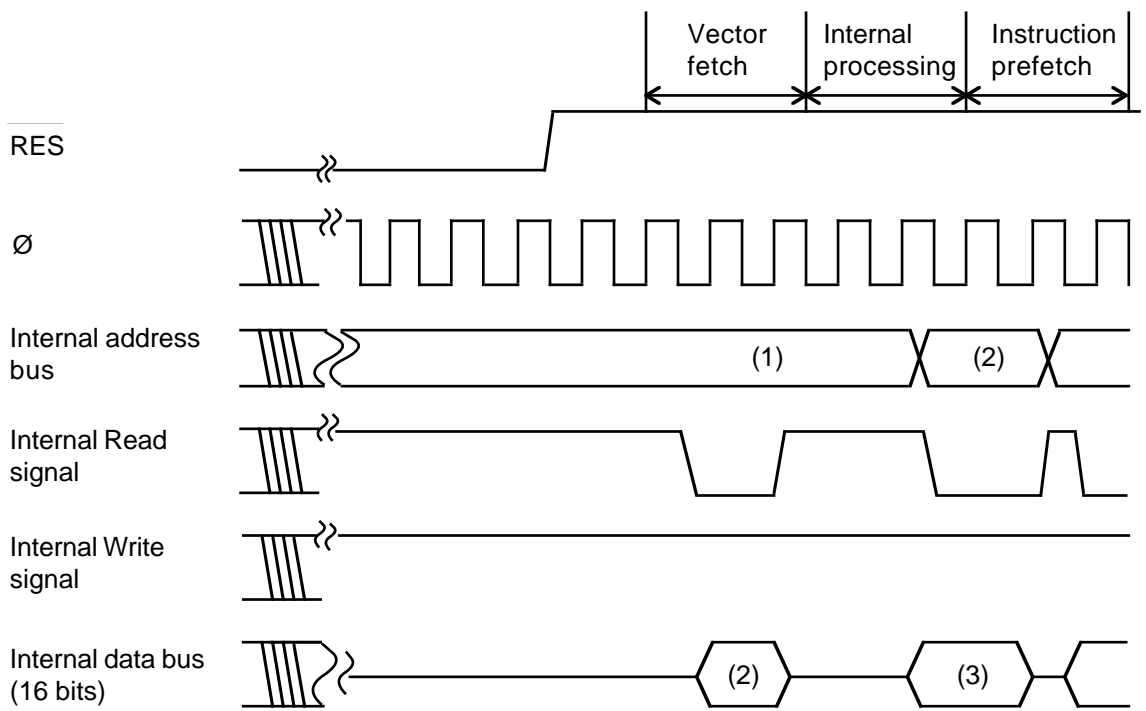 Vector
fetch
Internal
processing
Instruction
prefetch
RES
Ø
Internal address
bus
(1)
(2)
Internal Read
signal
Internal Write
signal
Internal data bus
(16 bits)
(2)
(3)